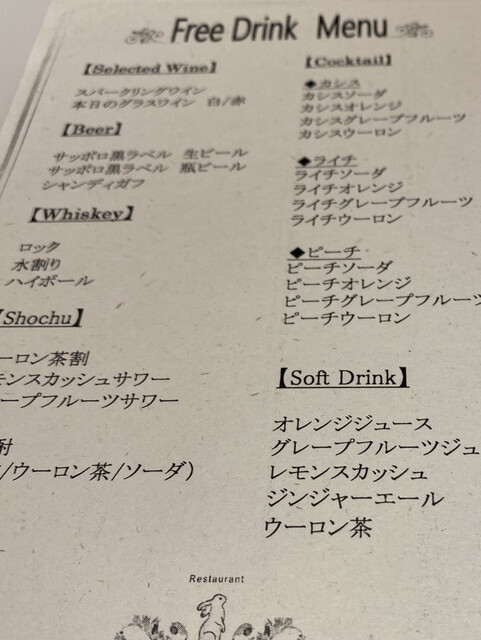 Free Drink Menu
【Selected Wine】
スパークリングワイン
本日のグラスワイン 白/赤
【Beer】
サッポロ黒ラベル 生ビール
サッポロ黒ラベル 瓶ビール
シャンディガフ
【Whiskey】
ロック
水割り
ハイボール
【Shochu】
ーロン茶割
モンスカッシュサワー
ープフルーツサワー
酎
/ウーロン茶/ソーダ）
【Cocktail】
◆カシス
カシスソーダ
カシスオレンジ
カシスグレープフルーツ
カシスウーロン
◆ライチ
ライチソーダ
ライチオレンジ
ライチグレープフルーツ
ライチウーロン
◆ピーチ
ピーチソーダ
ピーチオレンジ
ピーチグレープフルーツ
ピーチウーロン
【Soft Drink】
オレンジジュース
グレープフルーツジュ
レモンスカッシュ
ジンジャーエール
ウーロン茶
Restaurant